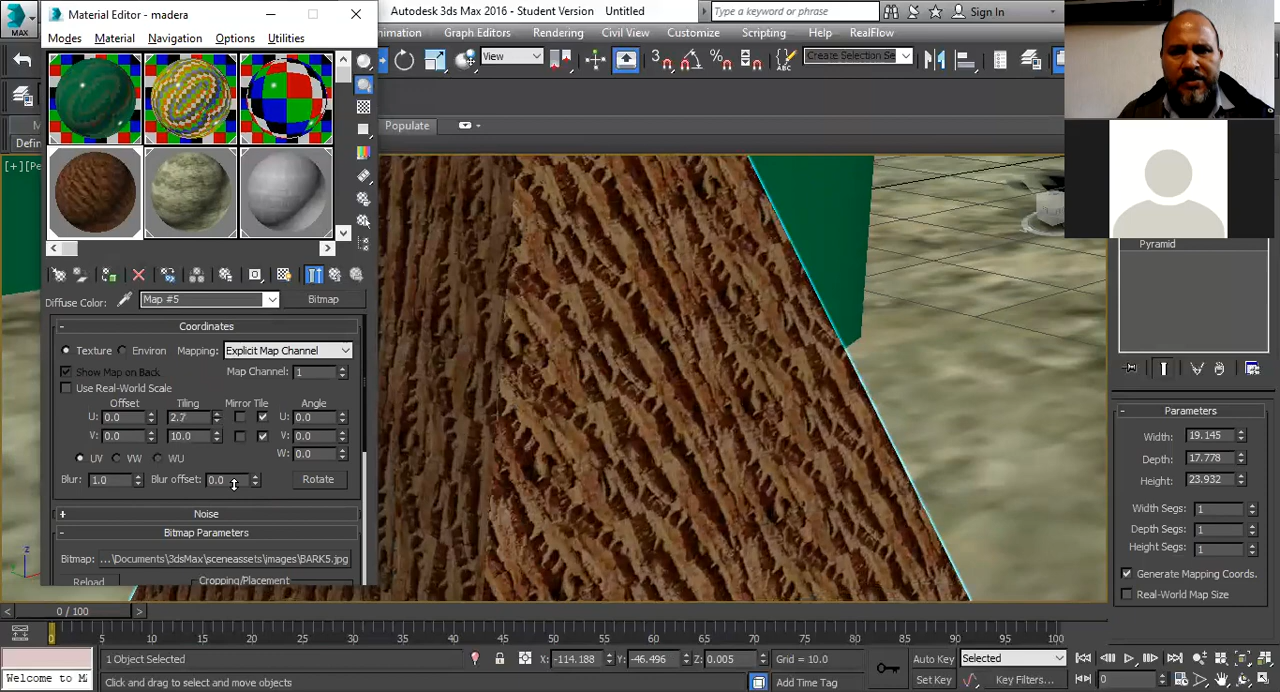 Material Editor - madera
Autodesk 3ds Max 2016 - Student Version Untitled
Type a keyword or phrase
Sign In
MAX
Modes Material Navigation Options Utilities
Graph Editors Rendering Civil View Customize Scripting Help RealFlow
View
Create Selection Se
Populate
Diffuse Color: Map #5 Bitmap
Coordinates
Texture Environ Mapping: Explicit Map Channel
Show Map on Back Map Channel: 1
Use Real-World Scale
Offset Tiling Mirror Tile Angle
U: 0.0 2.7 U: 0.0
V: 0.0 10.0 V: 0.0
W: 0.0
UV VW WU
Blur: 1.0 Blur offset: 0.0 Rotate
Noise
Bitmap Parameters
Bitmap: ...\Documents\3dsMax\sceneassets\images\BARK5.jpg
Reload Cropping/Placement
Pyramid
Parameters
Width: 19.145
Depth: 17.778
Height: 23.932
Width Segs: 1
Depth Segs: 1
Height Segs: 1
Generate Mapping Coords.
Real-World Map Size
z
0 / 100
0 5 10 15 20 25 30 35 40 45 50 55 60 65 70 75 80 85 90 95 100
1 Object Selected X: -114.188 Y: -46.496 Z: 0.005 Grid = 10.0 Auto Key Selected
Welcome to M
Click and drag to select and move objects Add Time Tag Set Key Key Filters... 0